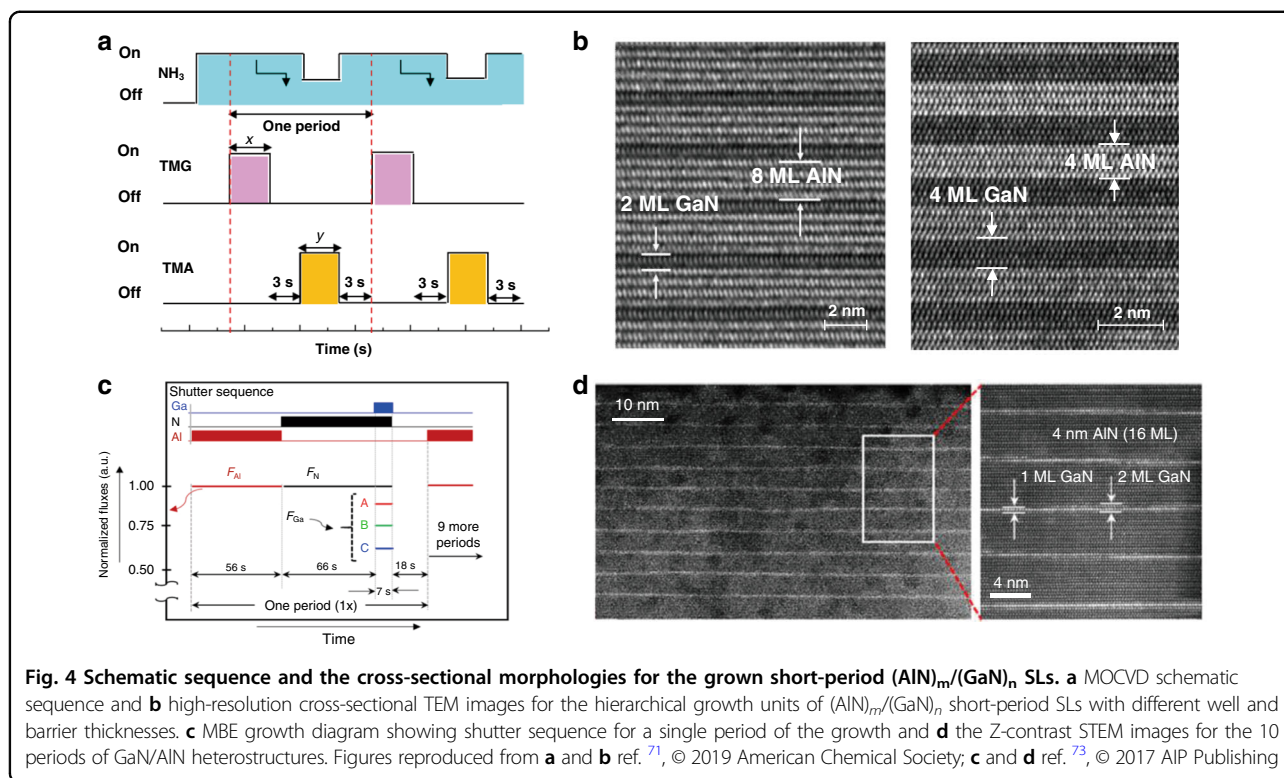 a
On
NH₃
Off
One period
x
On
TMG
Off
y
On
TMA
3 s
3 s
3 s
3 s
Off
Time (s)
b
8 ML AlN
2 ML GaN
2 nm
4 ML AlN
4 ML GaN
2 nm
c
Shutter sequence
Ga
N
Al
Normalized fluxes (a.u.)
F_Al
F_N
1.00
A
F_Ga
B
0.75
C
9 more
periods
0.50
56 s
66 s
18 s
7 s
One period (1x)
Time
d
10 nm
4 nm AlN (16 ML)
1 ML GaN
2 ML GaN
4 nm
Fig. 4 Schematic sequence and the cross-sectional morphologies for the grown short-period (AlN)m/(GaN)n SLs. a MOCVD schematic
sequence and b high-resolution cross-sectional TEM images for the hierarchical growth units of (AlN)m/(GaN)n short-period SLs with different well and
barrier thicknesses. c MBE growth diagram showing shutter sequence for a single period of the growth and d the Z-contrast STEM images for the 10
periods of GaN/AlN heterostructures. Figures reproduced from a and b ref. 71, © 2019 American Chemical Society; c and d ref. 73, © 2017 AIP Publishing